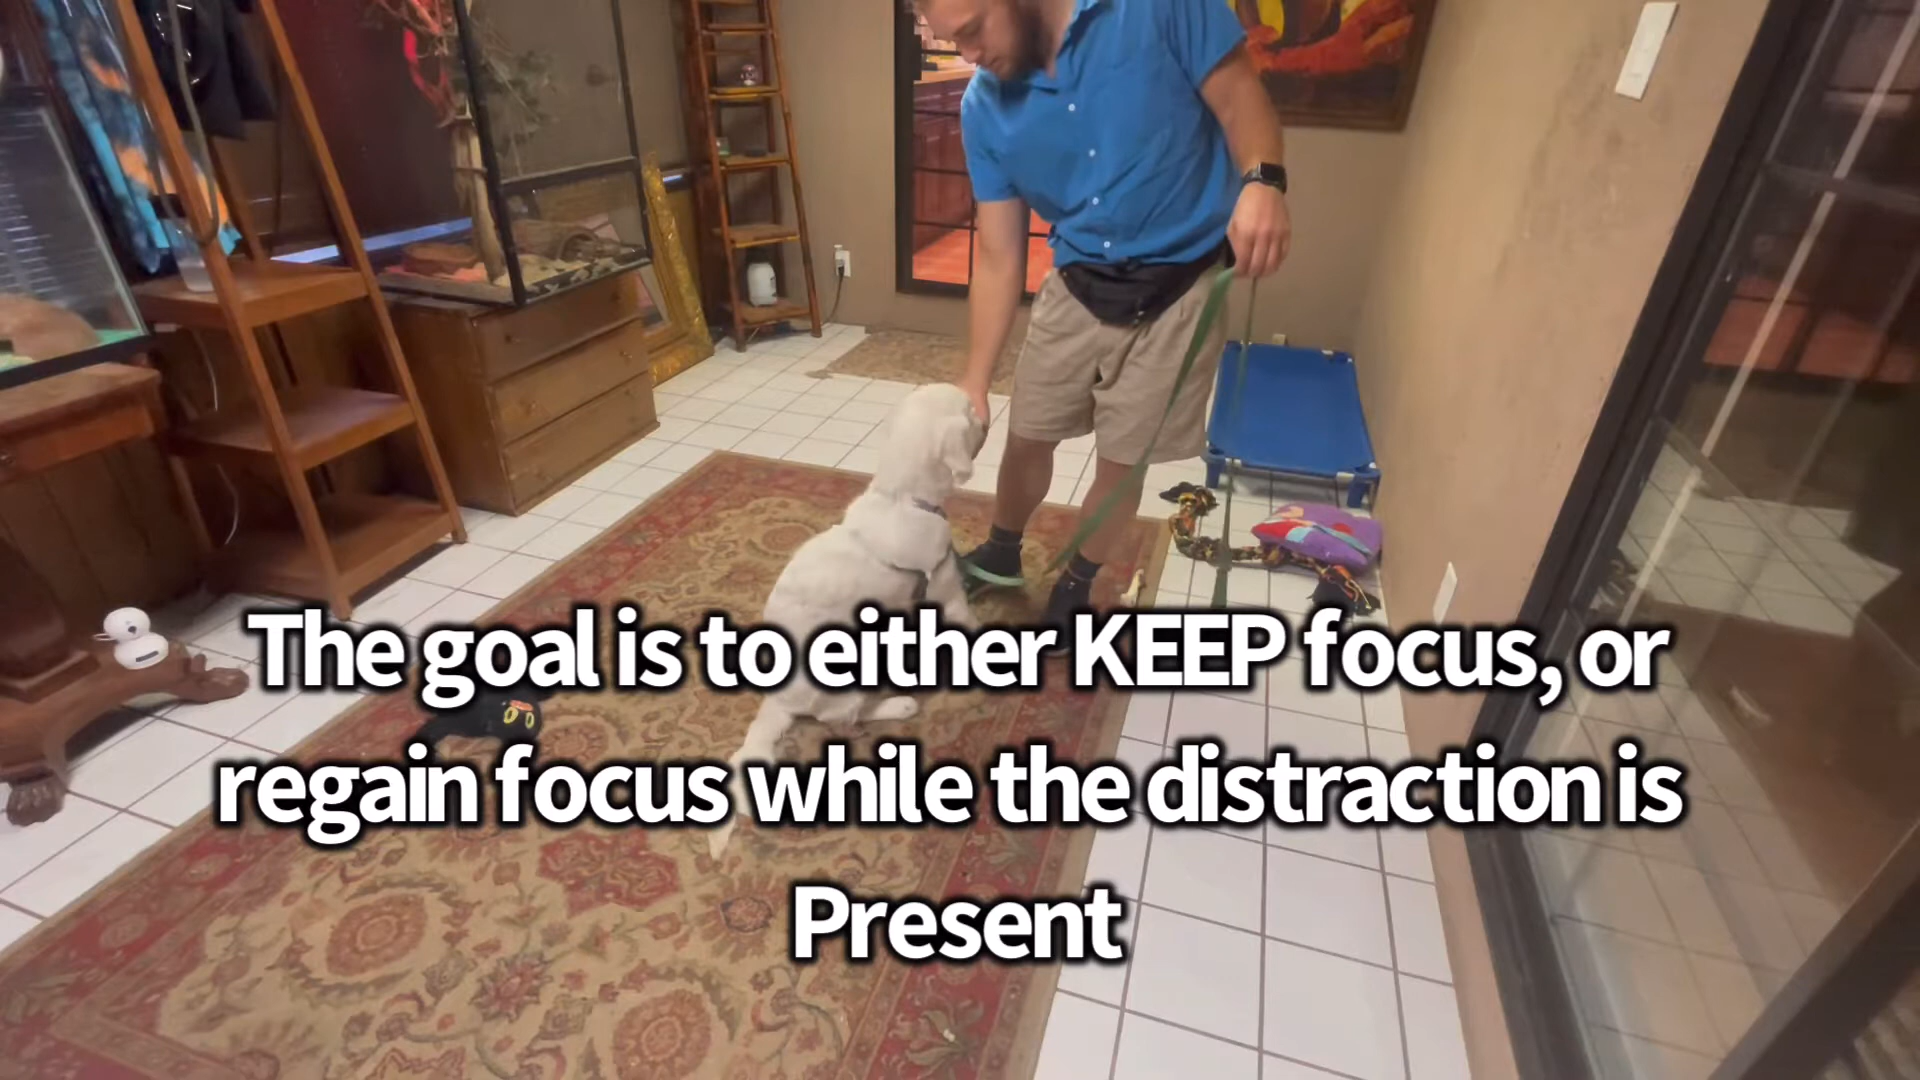 The goal is to either KEEP focus, or
regain focus while the distraction is
Present